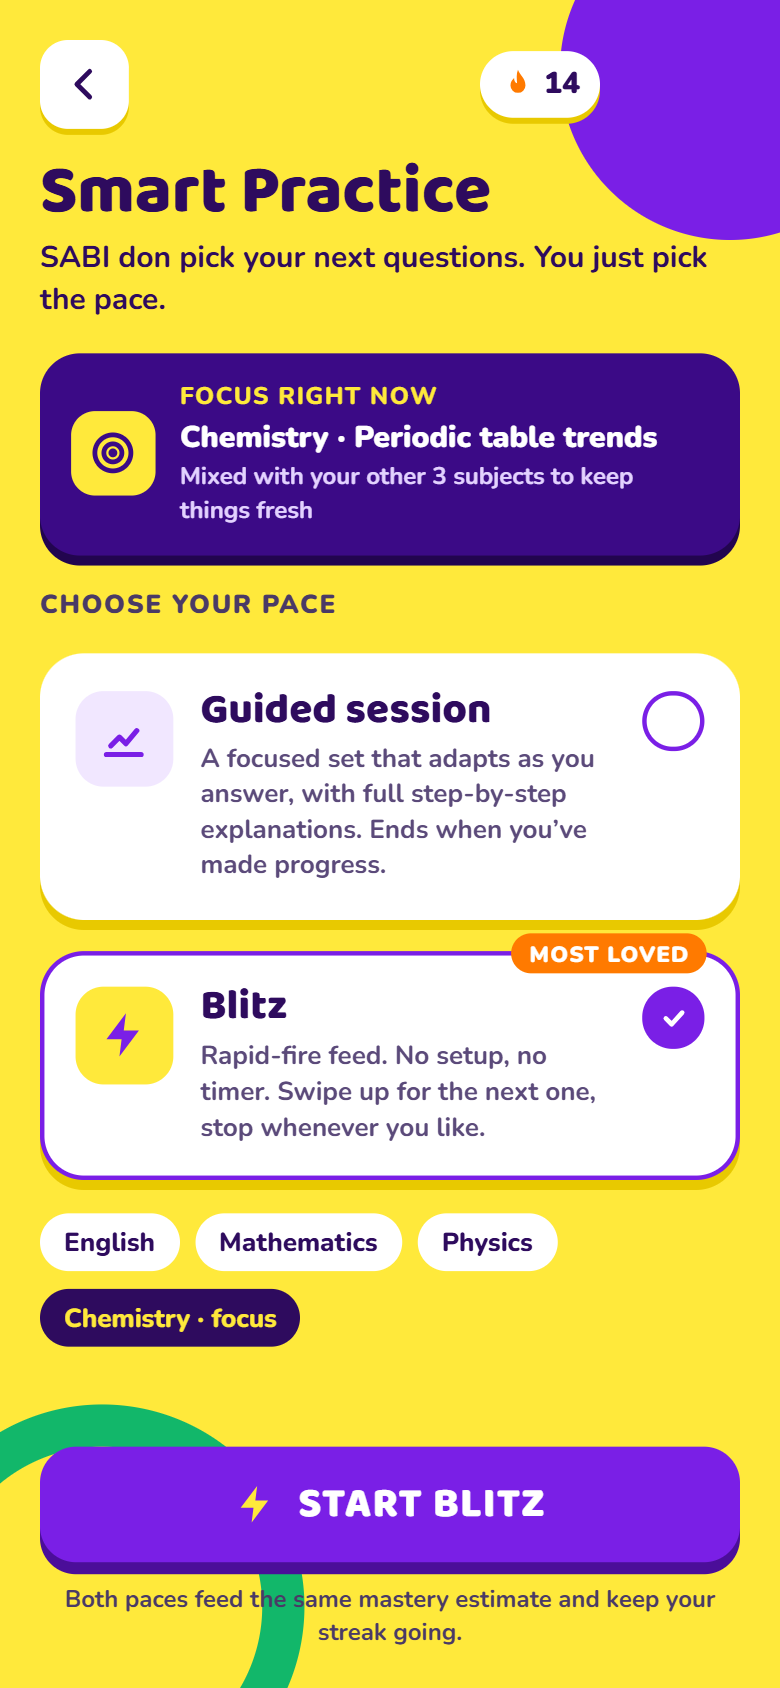 14
Smart Practice
SABI don pick your next questions. You just pick
the pace.
FOCUS RIGHT NOW
Chemistry · Periodic table trends
Mixed with your other 3 subjects to keep
things fresh
CHOOSE YOUR PACE
Guided session
A focused set that adapts as you
answer, with full step-by-step
explanations. Ends when you’ve
made progress.
MOST LOVED
Blitz
Rapid-fire feed. No setup, no
timer. Swipe up for the next one,
stop whenever you like.
English
Mathematics
Physics
Chemistry · focus
START BLITZ
Both paces feed the same mastery estimate and keep your
streak going.